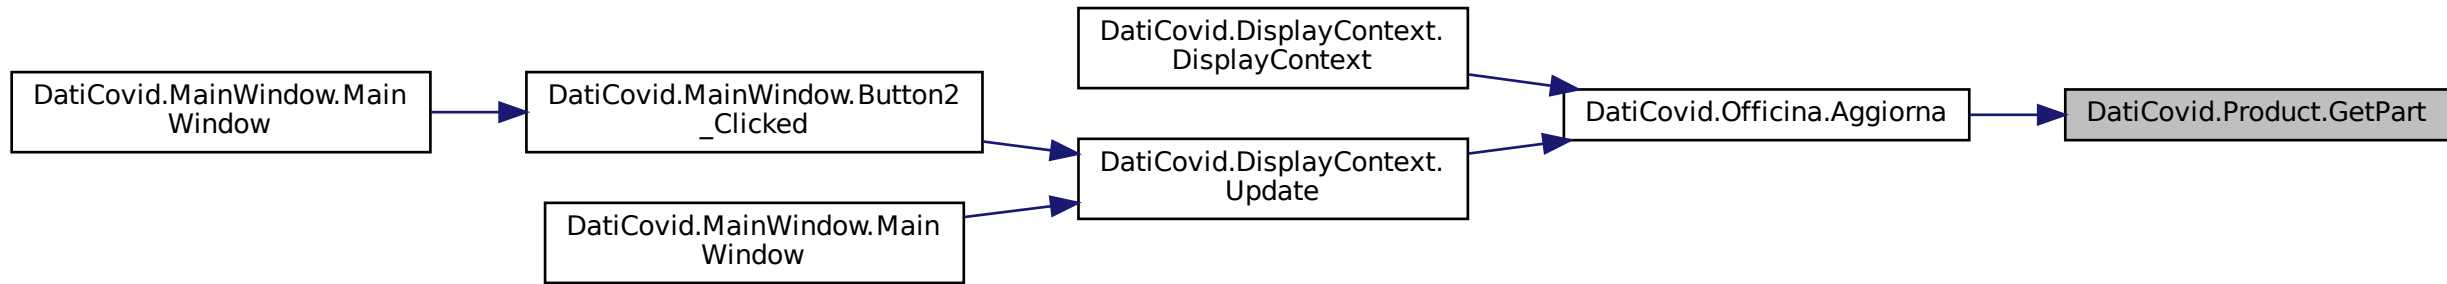 DatiCovid.MainWindow.Main
Window
DatiCovid.MainWindow.Button2
_Clicked
DatiCovid.MainWindow.Main
Window
DatiCovid.DisplayContext.
DisplayContext
DatiCovid.DisplayContext.
Update
DatiCovid.Officina.Aggiorna
DatiCovid.Product.GetPart